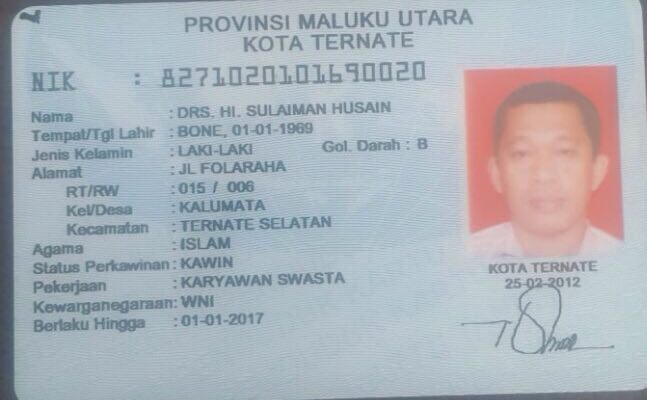 PROVINSI MALUKU UTARA
KOTA TERNATE
NIK : 8271020101690020
Nama : DRS. HI. SULAIMAN HUSAIN
Tempat/Tgl Lahir : BONE, 01-01-1969
Jenis Kelamin : LAKI-LAKI Gol. Darah : B
Alamat : JL FOLARAHA
RT/RW : 015 / 006
Kel/Desa : KALUMATA
Kecamatan : TERNATE SELATAN
Agama : ISLAM
Status Perkawinan : KAWIN
Pekerjaan : KARYAWAN SWASTA
Kewarganegaraan : WNI
Berlaku Hingga : 01-01-2017
KOTA TERNATE
25-02-2012